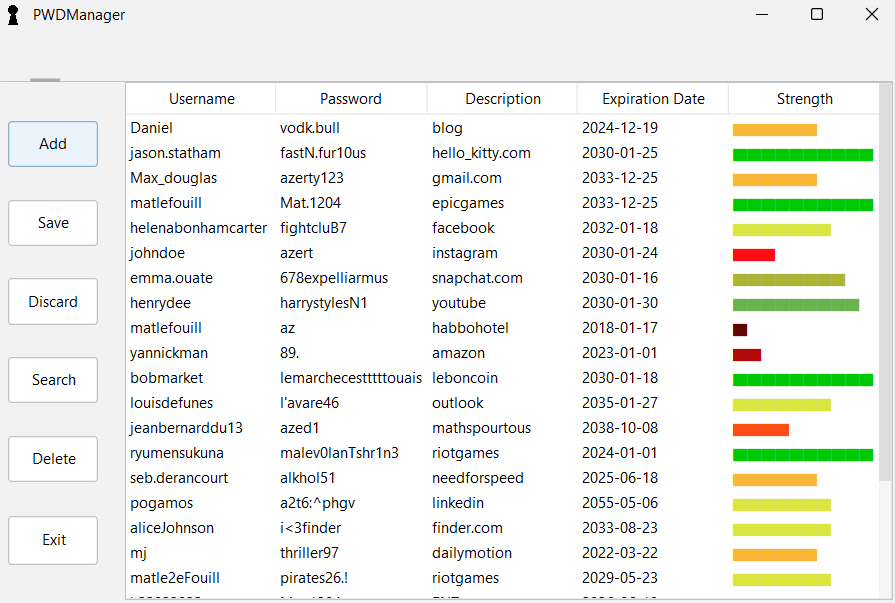 PWDManager
Username Password Description Expiration Date Strength
Daniel vodk.bull blog 2024-12-19
Add
jason.statham fastN.fur10us hello_kitty.com 2030-01-25
Max_douglas azerty123 gmail.com 2033-12-25
matlefouill Mat.1204 epicgames 2033-12-25
Save
helenabonhamcarter fightcluB7 facebook 2032-01-18
johndoe azert instagram 2030-01-24
emma.ouate 678expelliarmus snapchat.com 2030-01-16
Discard
henrydee harrystylesN1 youtube 2030-01-30
matlefouill az habbohotel 2018-01-17
yannickman 89. amazon 2023-01-01
Search
bobmarket lemarchecestttttouais leboncoin 2030-01-18
louisdefunes l'avare46 outlook 2035-01-27
jeanbernarddu13 azed1 mathspourtous 2038-10-08
Delete
ryumensukuna malev0lanTshr1n3 riotgames 2024-01-01
seb.derancourt alkhol51 needforspeed 2025-06-18
pogamos a2t6:^phgv linkedin 2055-05-06
aliceJohnson i<3finder finder.com 2033-08-23
Exit
mj thriller97 dailymotion 2022-03-22
matle2eFouill pirates26.! riotgames 2029-05-23